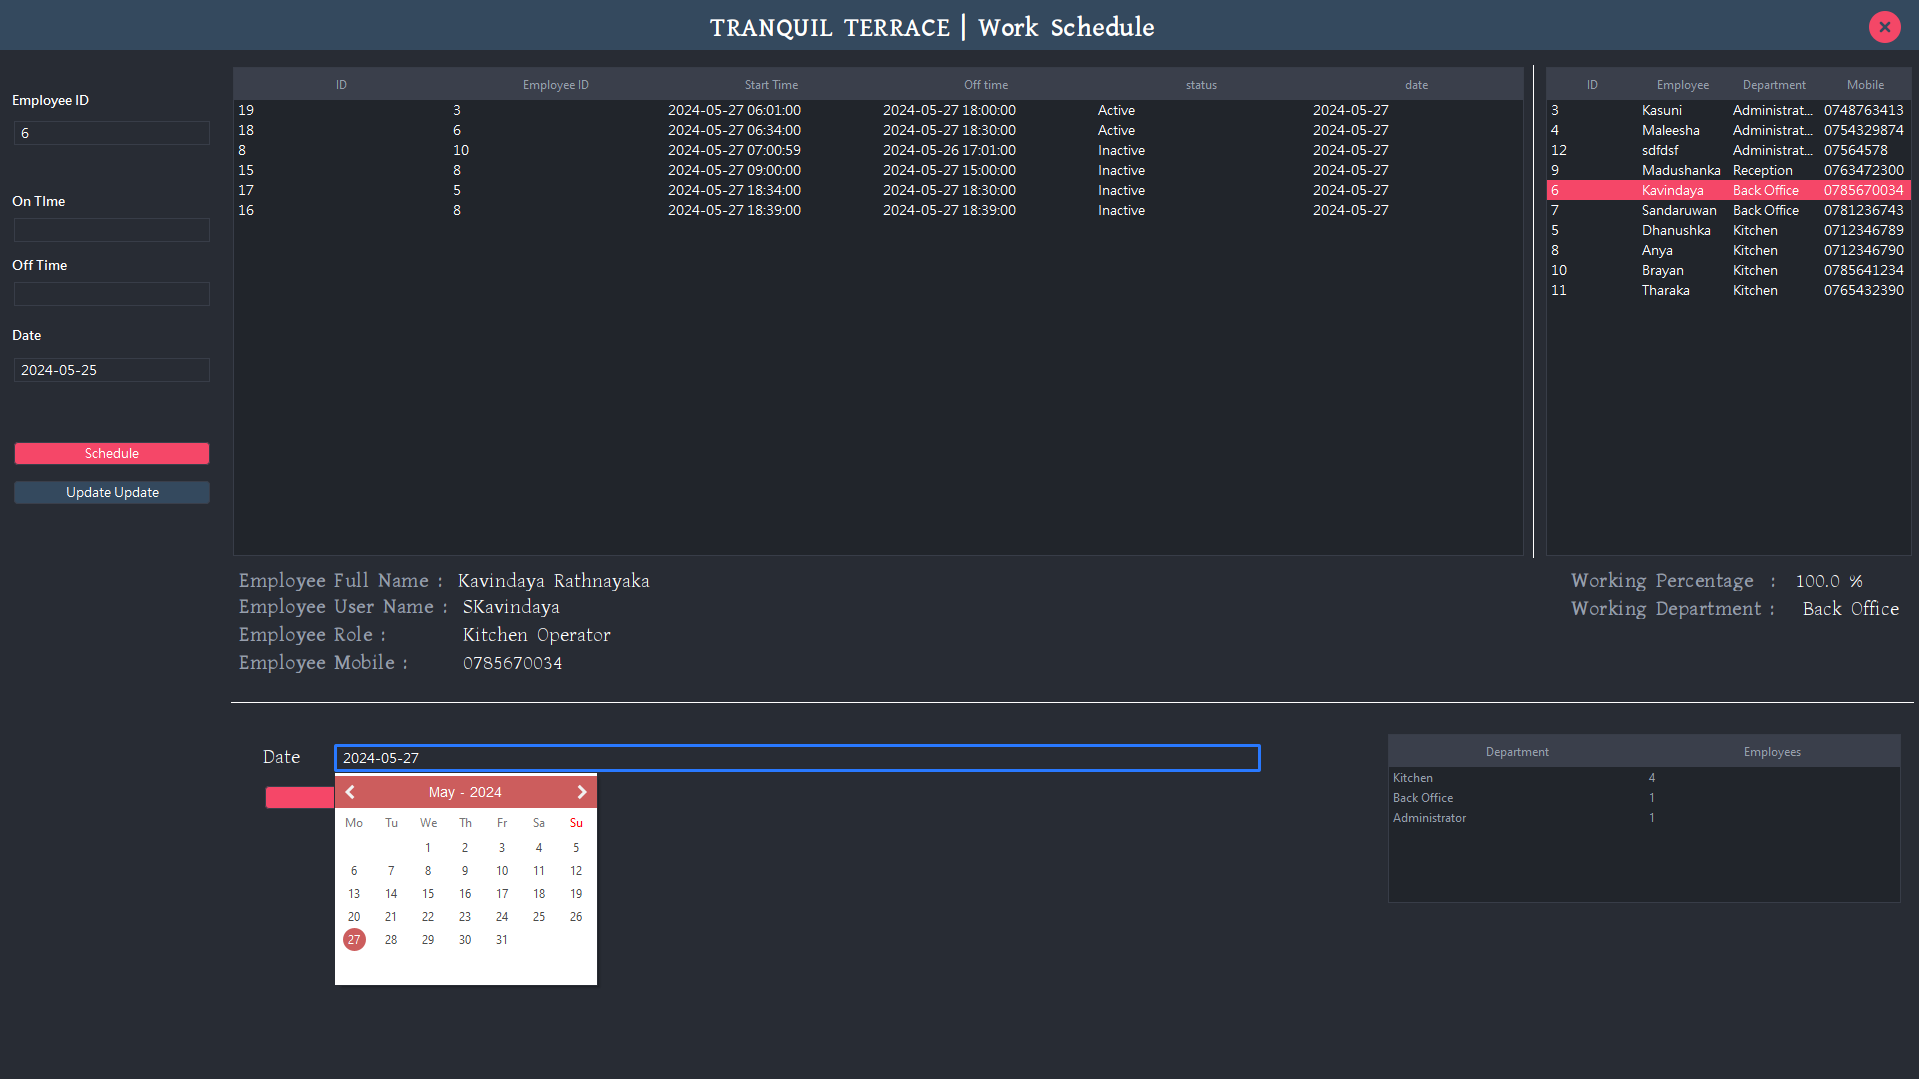 TRANQUIL TERRACE | Work Schedule
Employee ID
6
On TIme
Off Time
Date
2024-05-25
Schedule
Update Update
ID Employee ID Start Time Off time status date
19 3 2024-05-27 06:01:00 2024-05-27 18:00:00 Active 2024-05-27
18 6 2024-05-27 06:34:00 2024-05-27 18:30:00 Active 2024-05-27
8 10 2024-05-27 07:00:59 2024-05-26 17:01:00 Inactive 2024-05-27
15 8 2024-05-27 09:00:00 2024-05-27 15:00:00 Inactive 2024-05-27
17 5 2024-05-27 18:34:00 2024-05-27 18:30:00 Inactive 2024-05-27
16 8 2024-05-27 18:39:00 2024-05-27 18:39:00 Inactive 2024-05-27
ID Employee Department Mobile
3 Kasuni Administrat... 0748763413
4 Maleesha Administrat... 0754329874
12 sdfdsf Administrat... 07564578
9 Madushanka Reception 0763472300
6 Kavindaya Back Office 0785670034
7 Sandaruwan Back Office 0781236743
5 Dhanushka Kitchen 0712346789
8 Anya Kitchen 0712346790
10 Brayan Kitchen 0785641234
11 Tharaka Kitchen 0765432390
Employee Full Name : Kavindaya Rathnayaka
Employee User Name : SKavindaya
Employee Role : Kitchen Operator
Employee Mobile : 0785670034
Working Percentage : 100.0 %
Working Department : Back Office
Date 2024-05-27
May - 2024
Mo Tu We Th Fr Sa Su
1 2 3 4 5
6 7 8 9 10 11 12
13 14 15 16 17 18 19
20 21 22 23 24 25 26
27 28 29 30 31
Department Employees
Kitchen 4
Back Office 1
Administrator 1